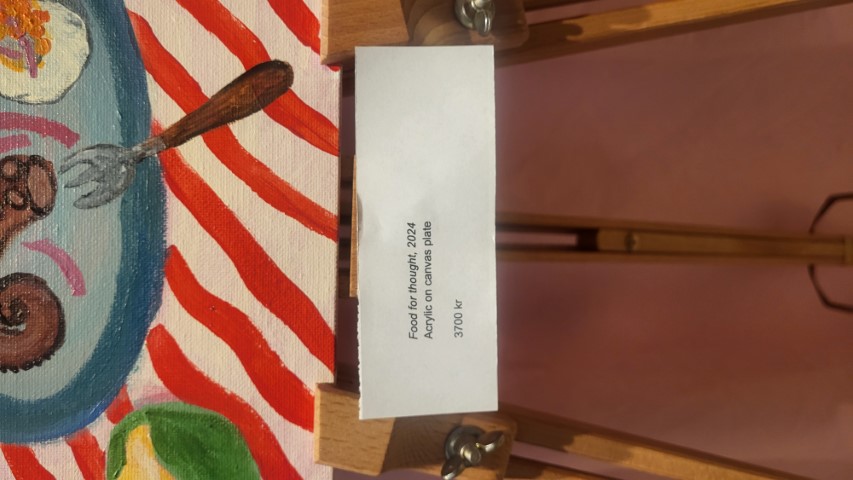 Food for thought, 2024
Acrylic on canvas plate
3700 kr